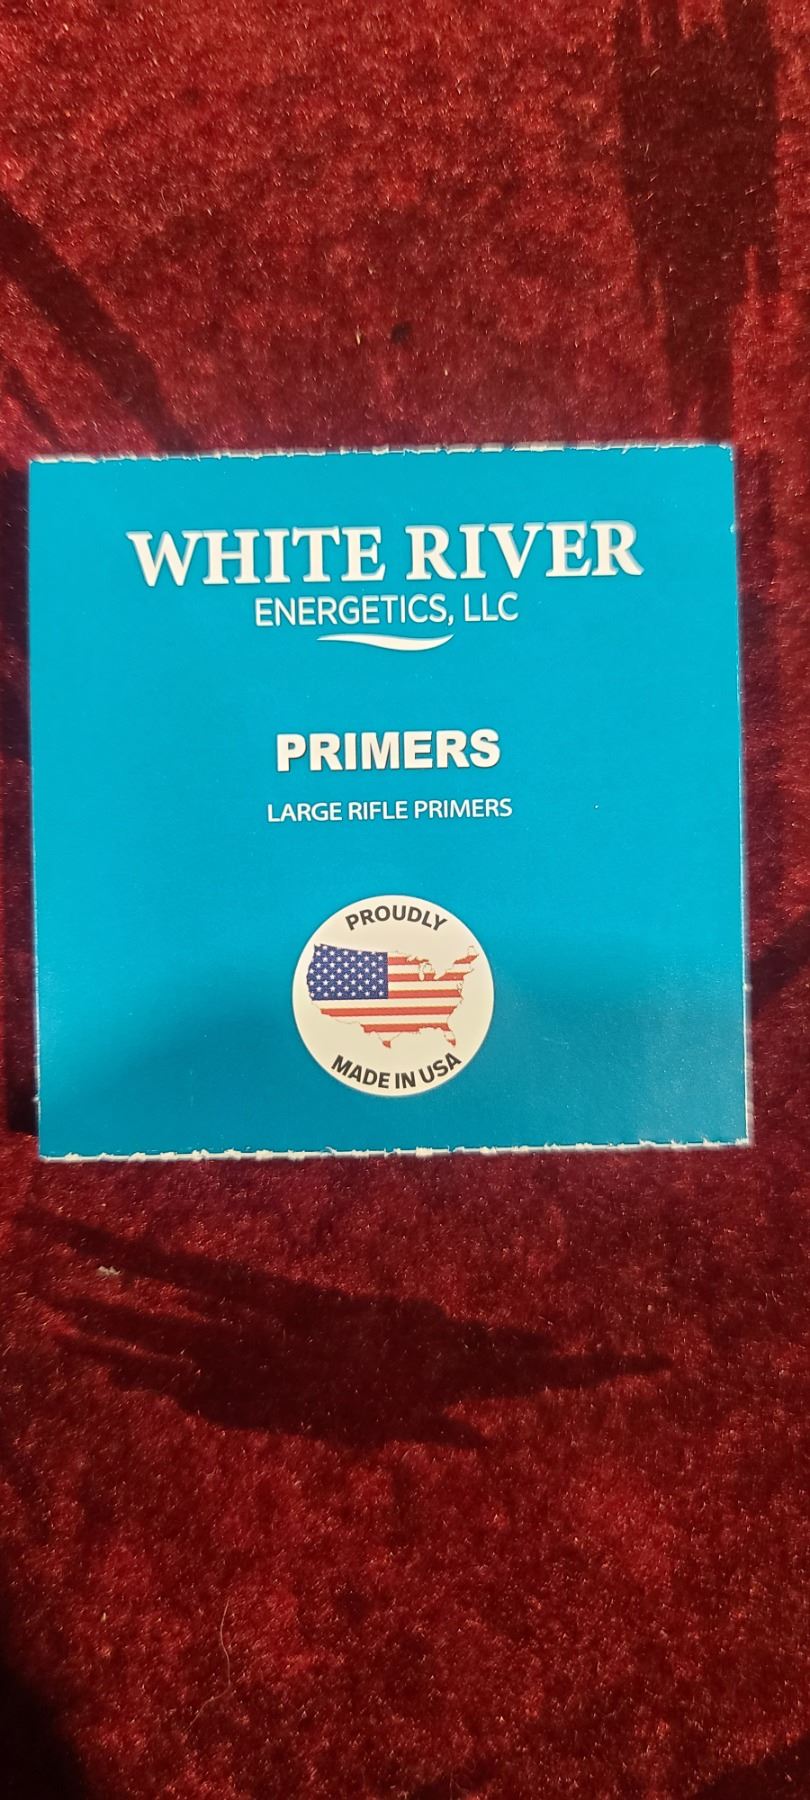 WHITE RIVER
ENERGETICS, LLC
PRIMERS
LARGE RIFLE PRIMERS
PROUDLY
MADE IN USA